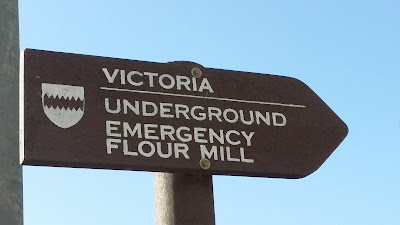 VICTORIA
UNDERGROUND
EMERGENCY
FLOUR MILL